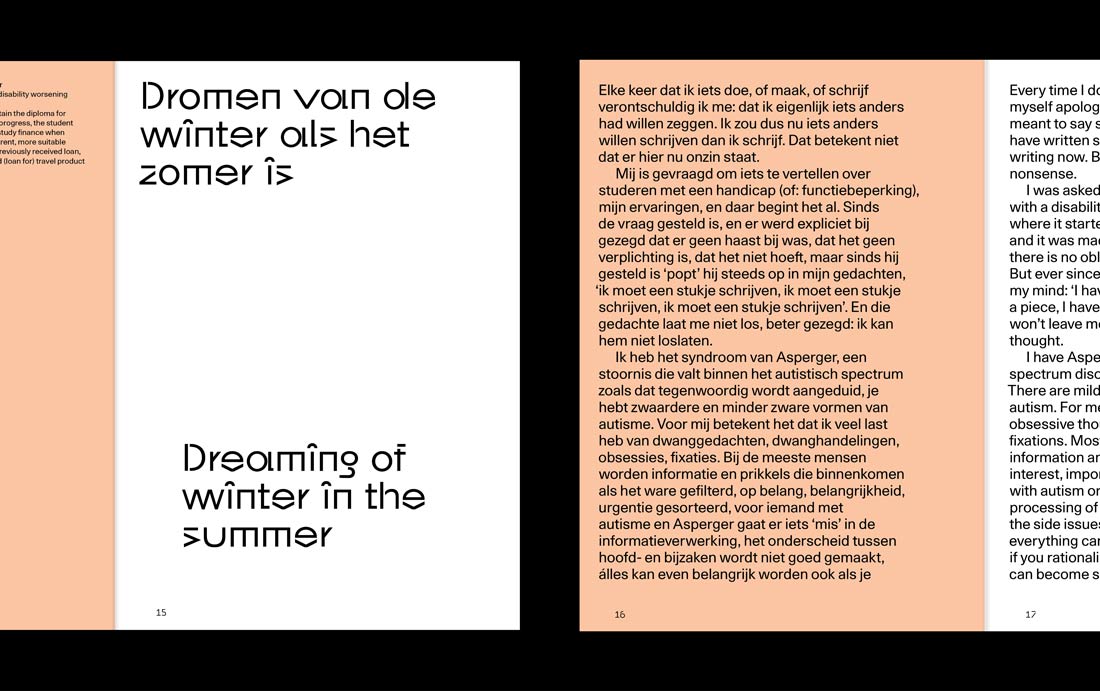 r
disability worsening
tain the diploma for
progress, the student
study finance when
rent, more suitable
reviously received loan,
d (loan for) travel product
Dromen van de
winter als het
zomer is
Dreaming of
winter in the
summer
15
Elke keer dat ik iets doe, of maak, of schrijf
verontschuldig ik me: dat ik eigenlijk iets anders
had willen zeggen. Ik zou dus nu iets anders
willen schrijven dan ik schrijf. Dat betekent niet
dat er hier nu onzin staat.
Mij is gevraagd om iets te vertellen over
studeren met een handicap (of: functiebeperking),
mijn ervaringen, en daar begint het al. Sinds
de vraag gesteld is, en er werd expliciet bij
gezegd dat er geen haast bij was, dat het geen
verplichting is, dat het niet hoeft, maar sinds hij
gesteld is ‘popt’ hij steeds op in mijn gedachten,
‘ik moet een stukje schrijven, ik moet een stukje
schrijven, ik moet een stukje schrijven’. En die
gedachte laat me niet los, beter gezegd: ik kan
hem niet loslaten.
Ik heb het syndroom van Asperger, een
stoornis die valt binnen het autistisch spectrum
zoals dat tegenwoordig wordt aangeduid, je
hebt zwaardere en minder zware vormen van
autisme. Voor mij betekent het dat ik veel last
heb van dwanggedachten, dwanghandelingen,
obsessies, fixaties. Bij de meeste mensen
worden informatie en prikkels die binnenkomen
als het ware gefilterd, op belang, belangrijkheid,
urgentie gesorteerd, voor iemand met
autisme en Asperger gaat er iets ‘mis’ in de
informatieverwerking, het onderscheid tussen
hoofd- en bijzaken wordt niet goed gemaakt,
álles kan even belangrijk worden ook als je
16
Every time I do
myself apolog
meant to say s
have written s
writing now. B
nonsense.
I was asked
with a disabilit
where it starte
and it was mad
there is no obl
But ever since
my mind: ‘I hav
a piece, I have
won’t leave me
thought.
I have Aspe
spectrum diso
There are mild
autism. For me
obsessive thou
fixations. Mos
information an
interest, impor
with autism or
processing of
the side issues
everything can
if you rationali
can become s
17